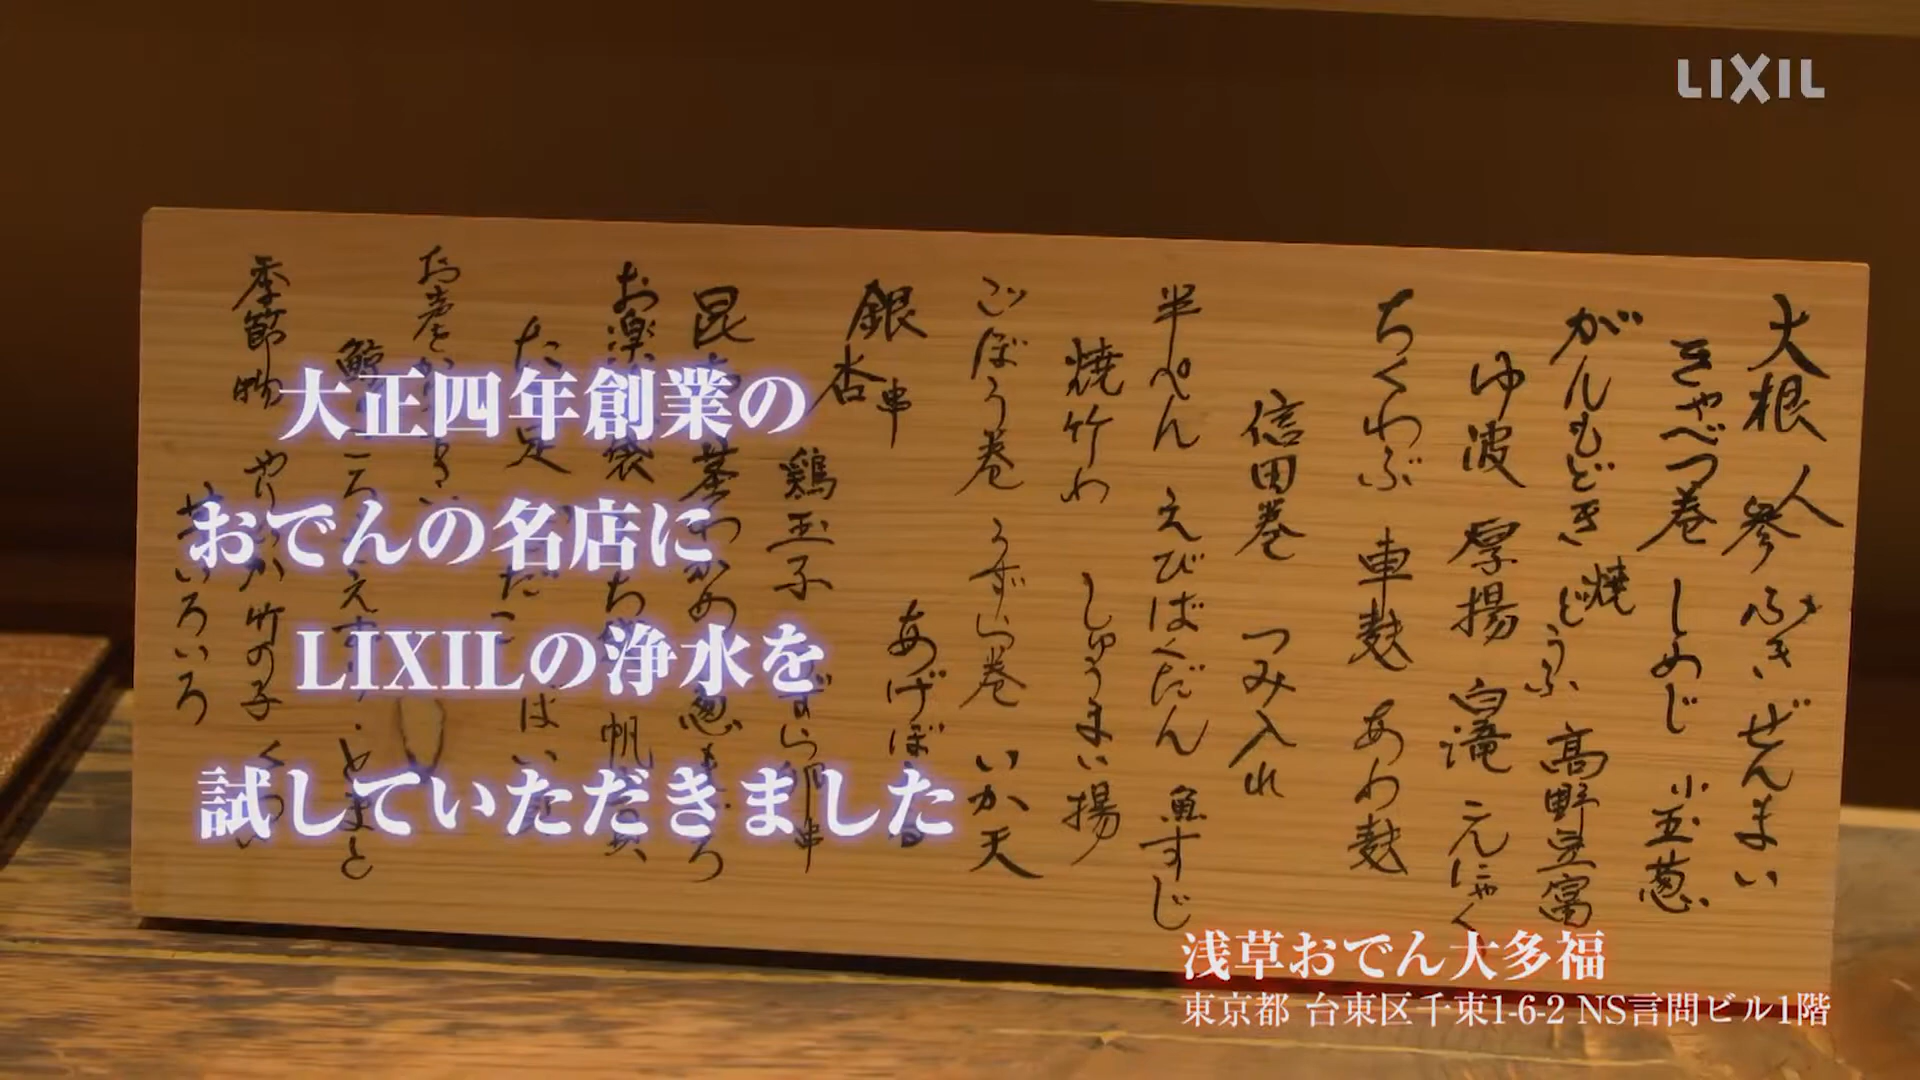 LIXIL
大正四年創業の
おでんの名店に
LIXILの浄水を
試していただきました
大根 人参 ふき ぜんまい
きゃべつ巻 しめじ 小玉葱
がんもどき 焼どうふ 高野豆富
ゆ波 厚揚 白滝 こんにゃく
ちくわぶ 車麸 あわ麸
信田巻 つみ入れ
半ぺん えびばくだん 魚すじ
焼竹わ しゅうまい揚
ごぼう巻 うずら巻 いか天
銀杏串 あげぼ
鶏玉子
季節物
いろいろ
浅草おでん大多福
東京都 台東区千束1-6-2 NS言問ビル1階